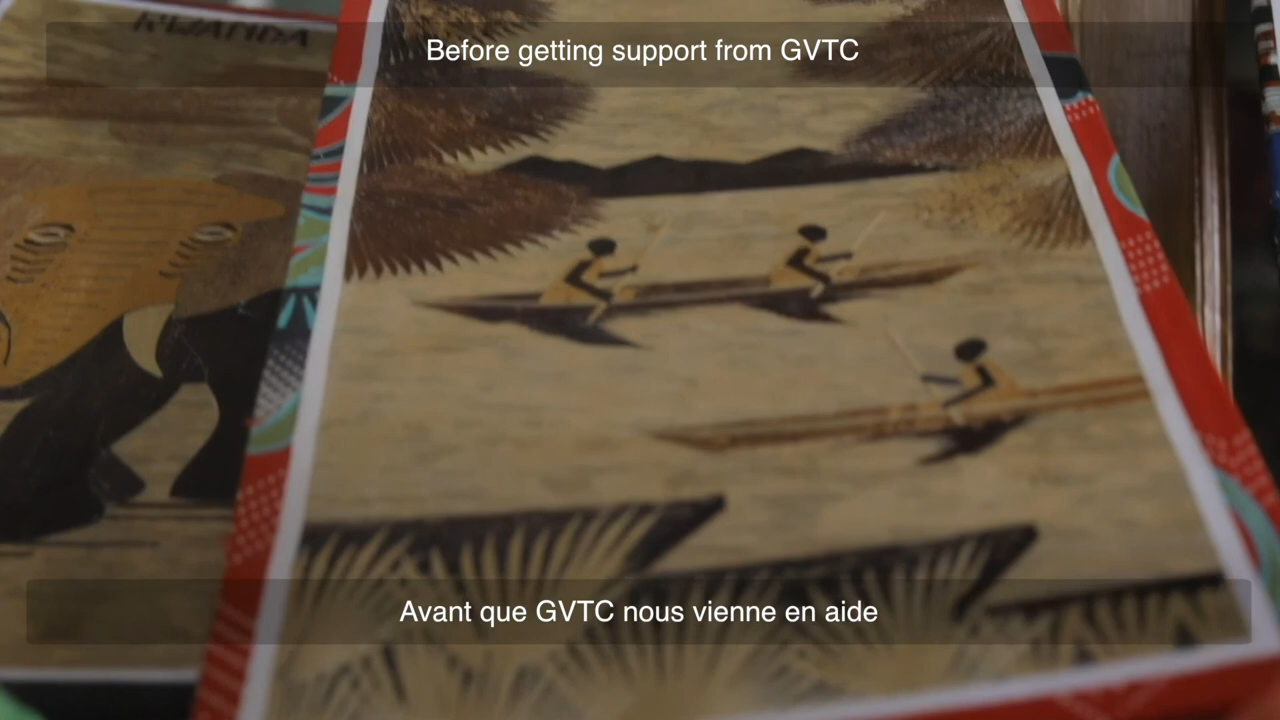 RWANDA
Before getting support from GVTC
Avant que GVTC nous vienne en aide